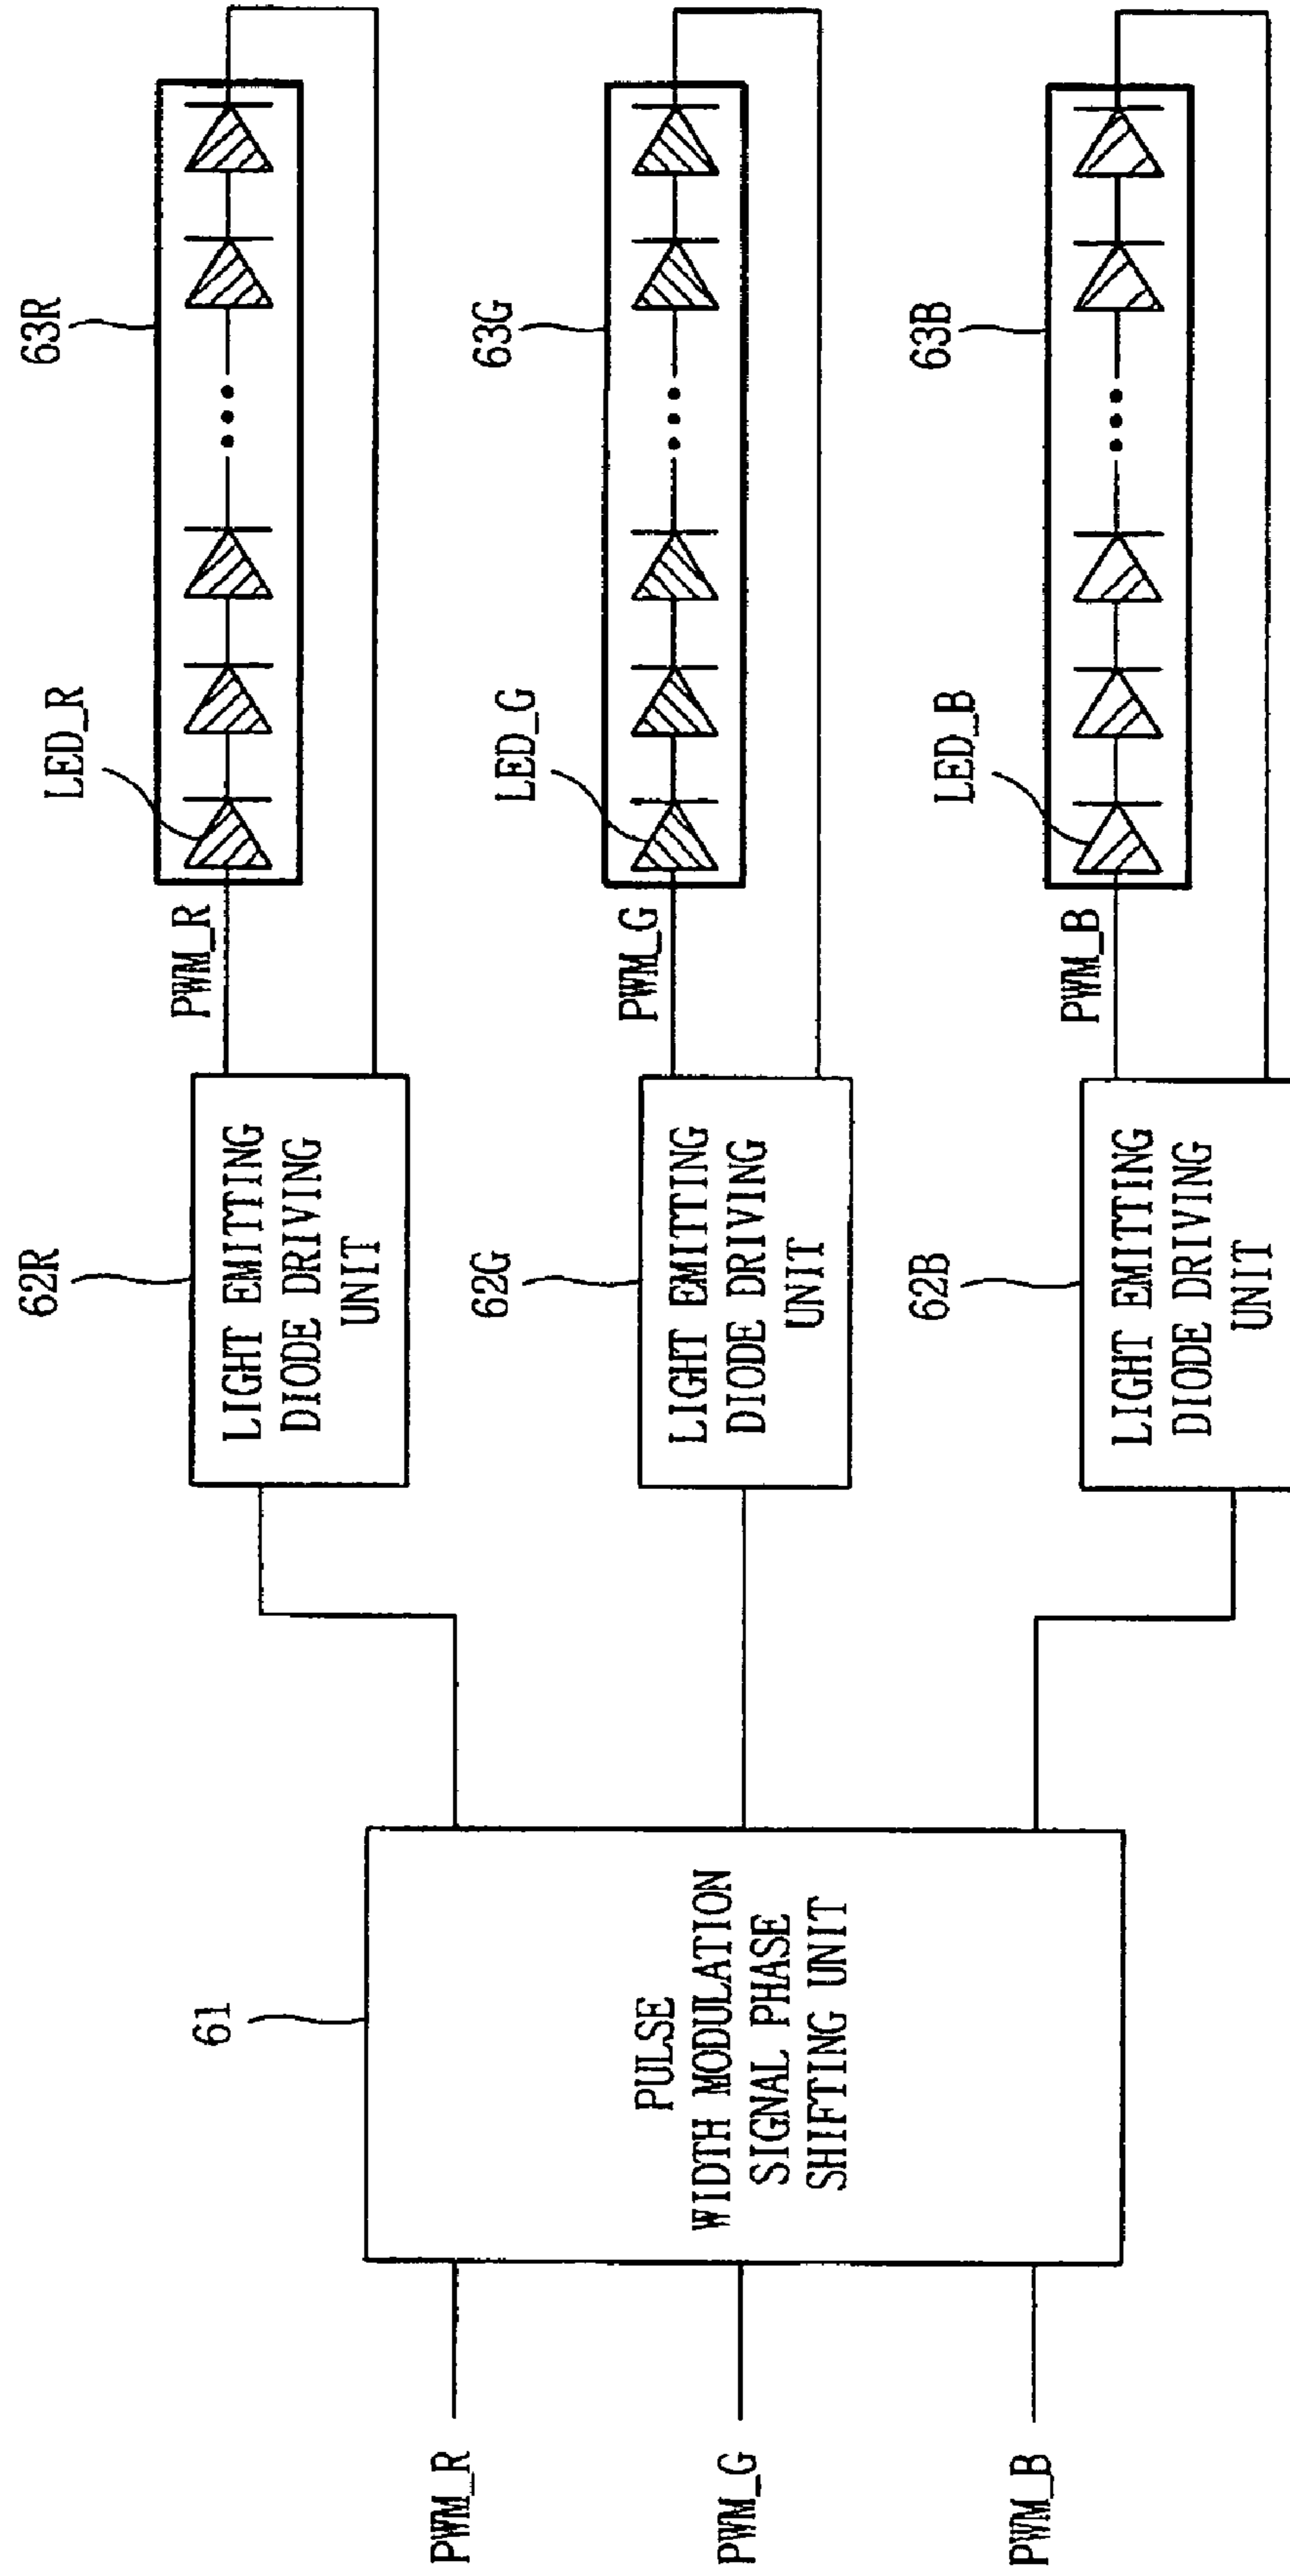 PWM_R
PWM_G
PWM_B
61
PULSE
WIDTH MODULATION
SIGNAL PHASE
SHIFTING UNIT
62R
LIGHT EMITTING
DIODE DRIVING
UNIT
PWM_R
LED_R
63R
62G
LIGHT EMITTING
DIODE DRIVING
UNIT
PWM_G
LED_G
63G
62B
LIGHT EMITTING
DIODE DRIVING
UNIT
PWM_B
LED_B
63B